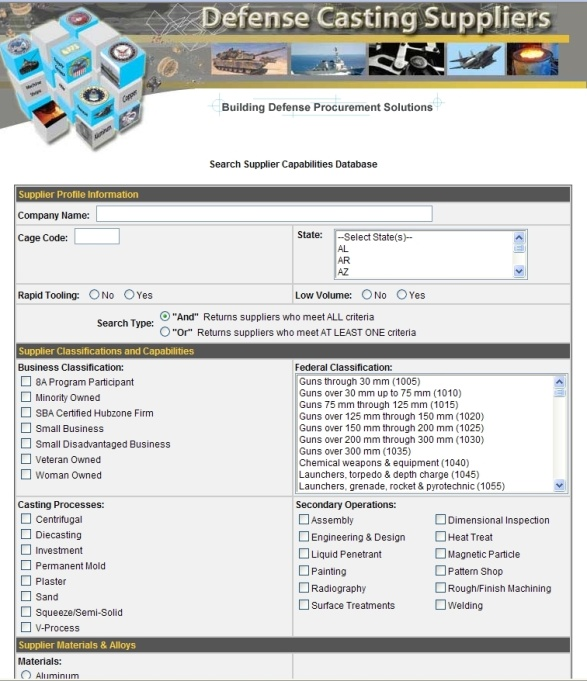 Defense Casting Suppliers
Machine Shops
Copper
Aluminum
Building Defense Procurement Solutions
Search Supplier Capabilities Database
Supplier Profile Information
Company Name:
Cage Code:
State:
--Select State(s)--
AL
AR
AZ
Rapid Tooling: No Yes
Low Volume: No Yes
Search Type: "And" Returns suppliers who meet ALL criteria
"Or" Returns suppliers who meet AT LEAST ONE criteria
Supplier Classifications and Capabilities
Business Classification:
8A Program Participant
Minority Owned
SBA Certified Hubzone Firm
Small Business
Small Disadvantaged Business
Veteran Owned
Woman Owned
Federal Classification:
Guns through 30 mm (1005)
Guns over 30 mm up to 75 mm (1010)
Guns 75 mm through 125 mm (1015)
Guns over 125 mm through 150 mm (1020)
Guns over 150 mm through 200 mm (1025)
Guns over 200 mm through 300 mm (1030)
Guns over 300 mm (1035)
Chemical weapons & equipment (1040)
Launchers, torpedo & depth charge (1045)
Launchers, grenade, rocket & pyrotechnic (1055)
Casting Processes:
Centrifugal
Diecasting
Investment
Permanent Mold
Plaster
Sand
Squeeze/Semi-Solid
V-Process
Secondary Operations:
Assembly Dimensional Inspection
Engineering & Design Heat Treat
Liquid Penetrant Magnetic Particle
Painting Pattern Shop
Radiography Rough/Finish Machining
Surface Treatments Welding
Supplier Materials & Alloys
Materials:
Aluminum